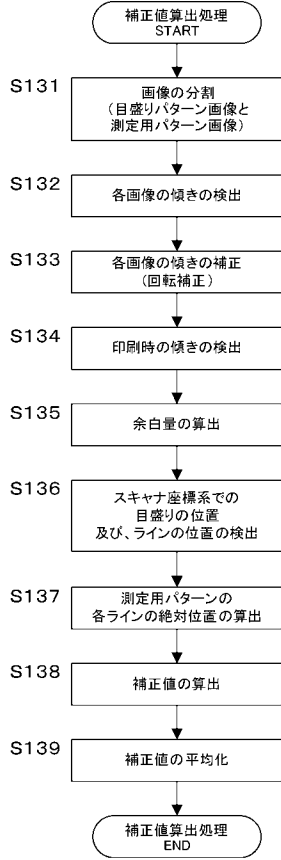 補正値算出処理
START
S131
画像の分割
(目盛りパターン画像と
測定用パターン画像)
S132
各画像の傾きの検出
S133
各画像の傾きの補正
(回転補正)
S134
印刷時の傾きの検出
S135
余白量の算出
S136
スキャナ座標系での
目盛りの位置
及び、ラインの位置の検出
S137
測定用パターンの
各ラインの絶対位置の算出
S138
補正値の算出
S139
補正値の平均化
補正値算出処理
END